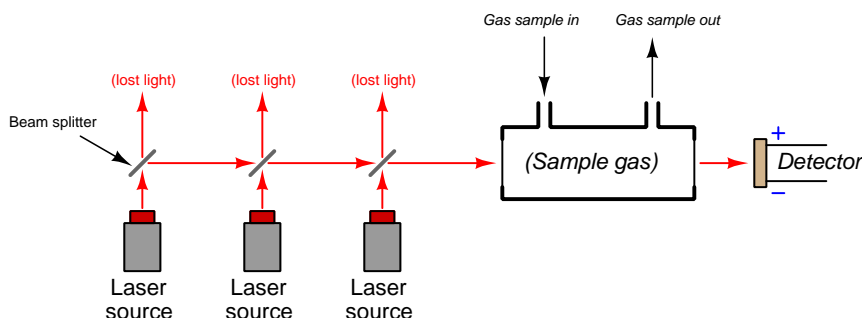 Gas sample in
Gas sample out
(lost light)
(lost light)
(lost light)
Beam splitter
+
(Sample gas)
Detector
−
Laser
source
Laser
source
Laser
source